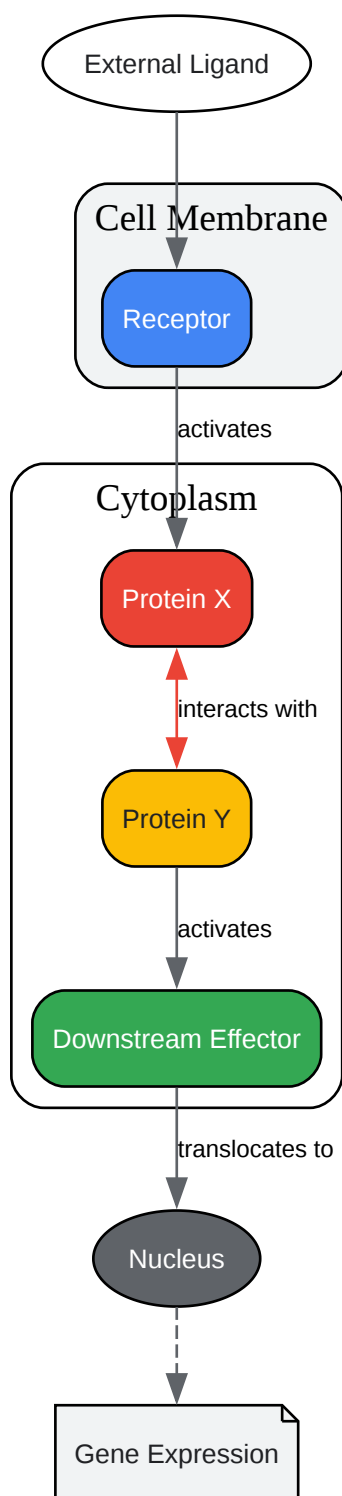 External Ligand
Cell Membrane
Receptor
activates
Cytoplasm
Protein X
interacts with
Protein Y
activates
Downstream Effector
translocates to
Nucleus
Gene Expression